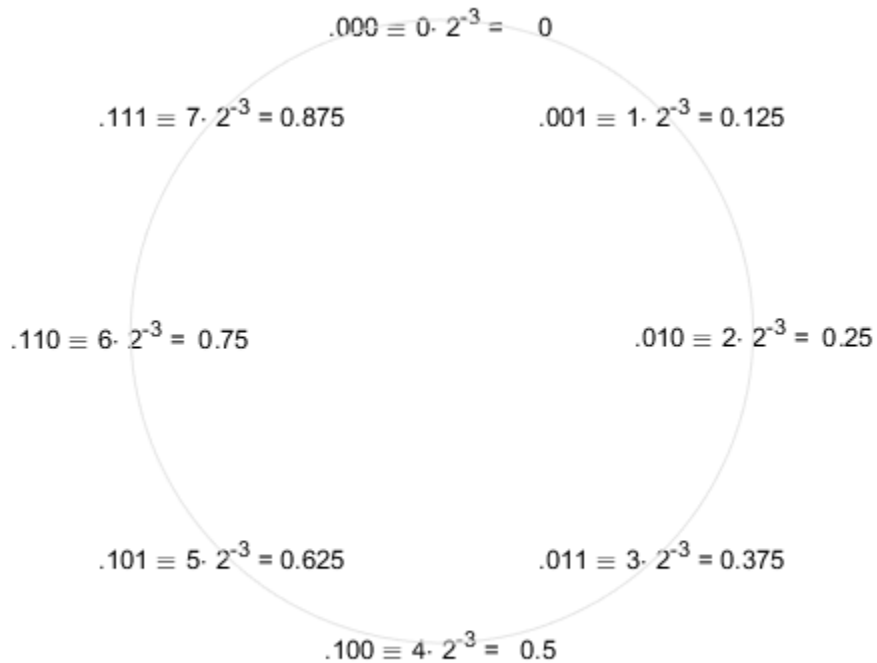 .000 ≡ 0· 2⁻³ = 0
.111 ≡ 7· 2⁻³ = 0.875
.001 ≡ 1· 2⁻³ = 0.125
.110 ≡ 6· 2⁻³ = 0.75
.010 ≡ 2· 2⁻³ = 0.25
.101 ≡ 5· 2⁻³ = 0.625
.011 ≡ 3· 2⁻³ = 0.375
.100 ≡ 4· 2⁻³ = 0.5